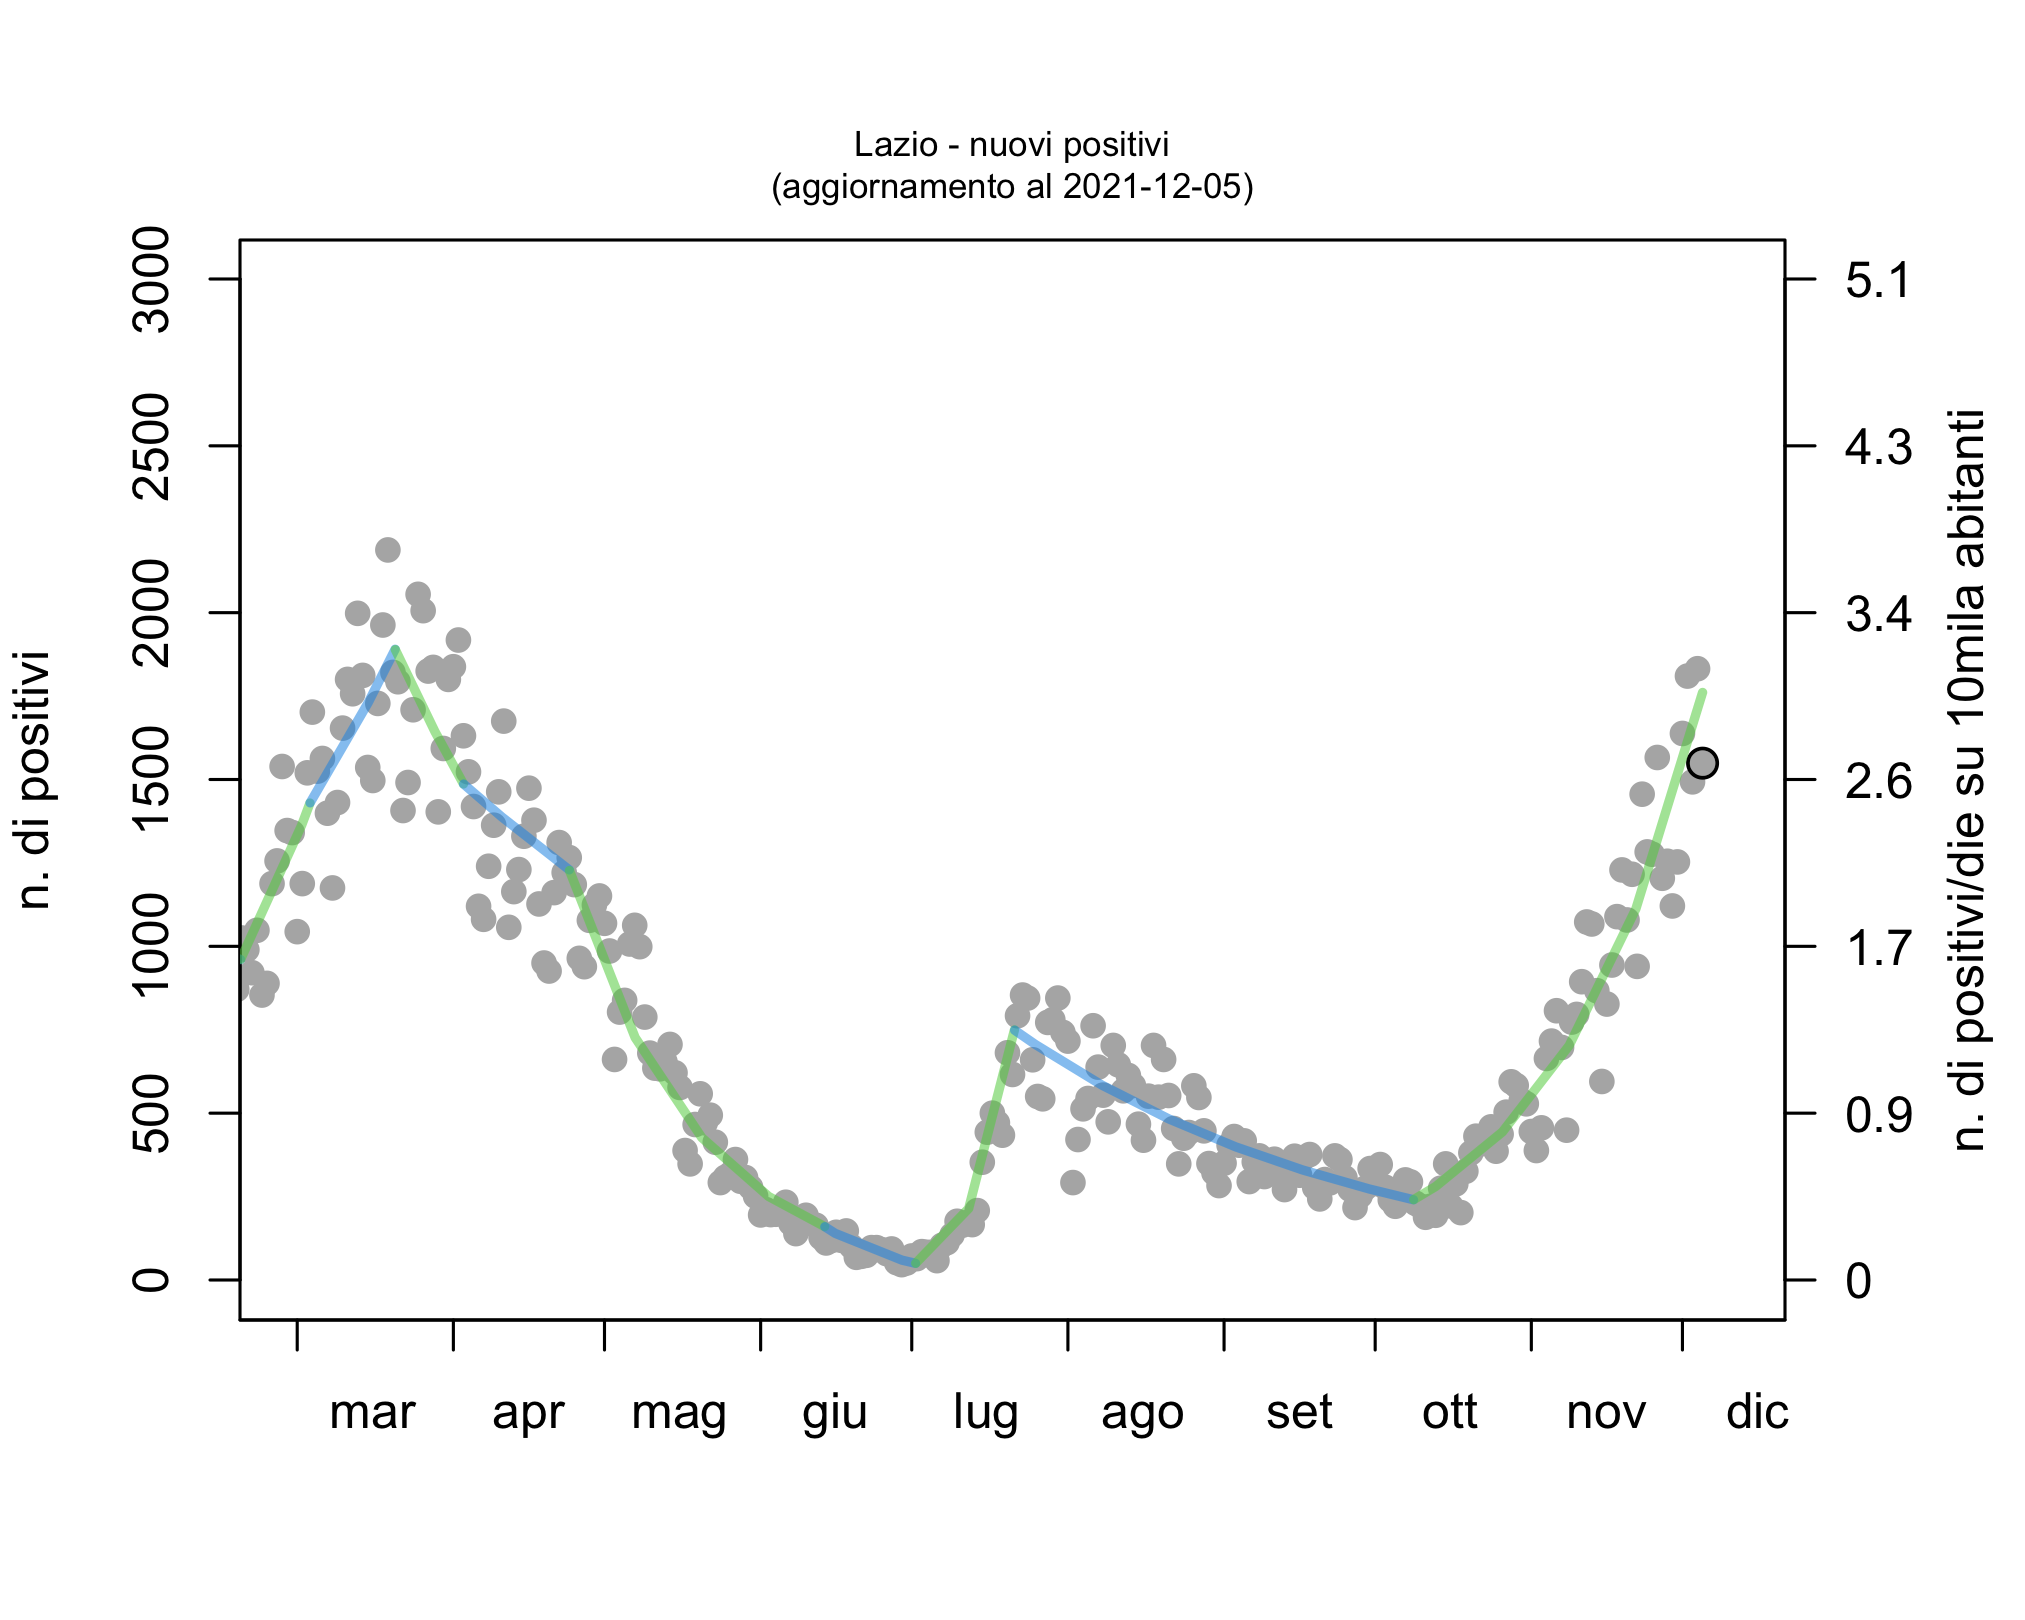 Lazio - nuovi positivi
(aggiornamento al 2021-12-05)
n. di positivi
3000
2500
2000
1500
1000
500
0
5.1
4.3
3.4
2.6
1.7
0.9
0
n. di positivi/die su 10mila abitanti
mar apr mag giu lug ago set ott nov dic